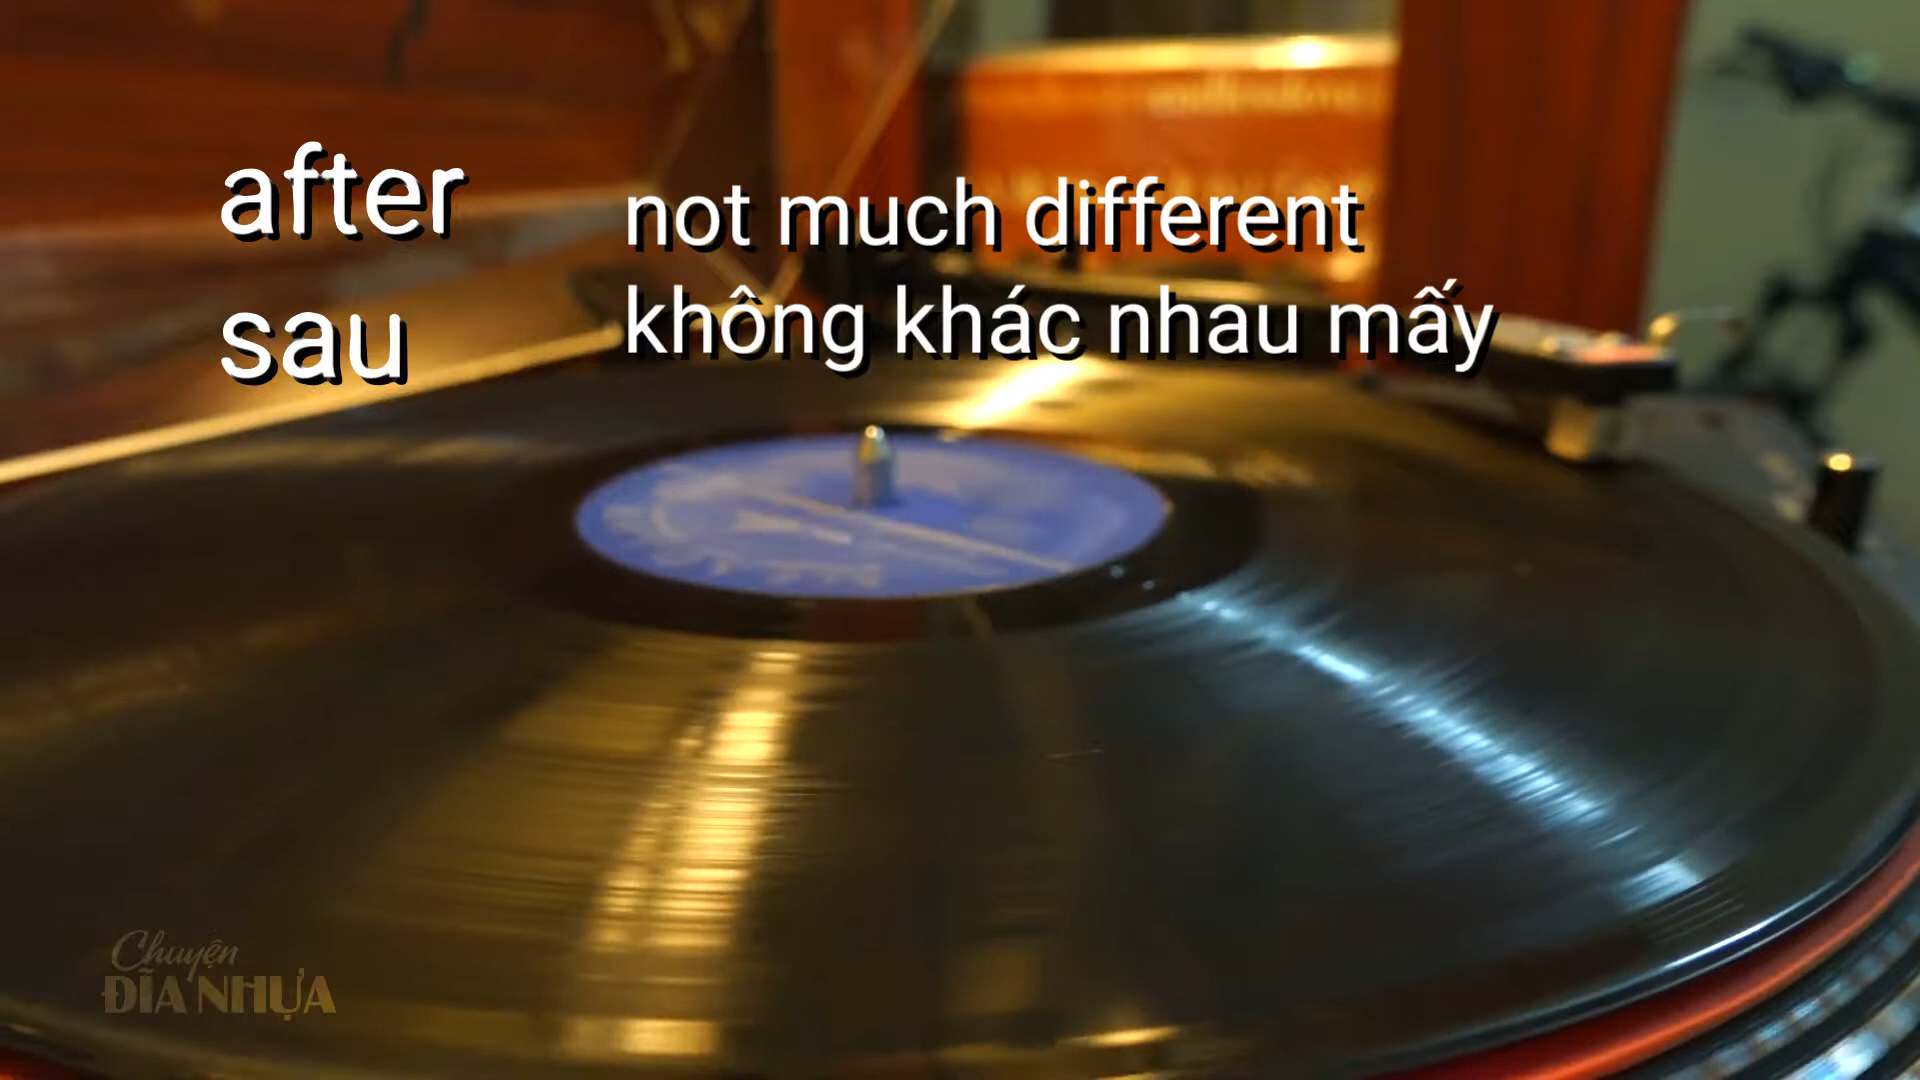 after
sau
not much different
không khác nhau mấy
Chuyện
ĐĨA NHỰA